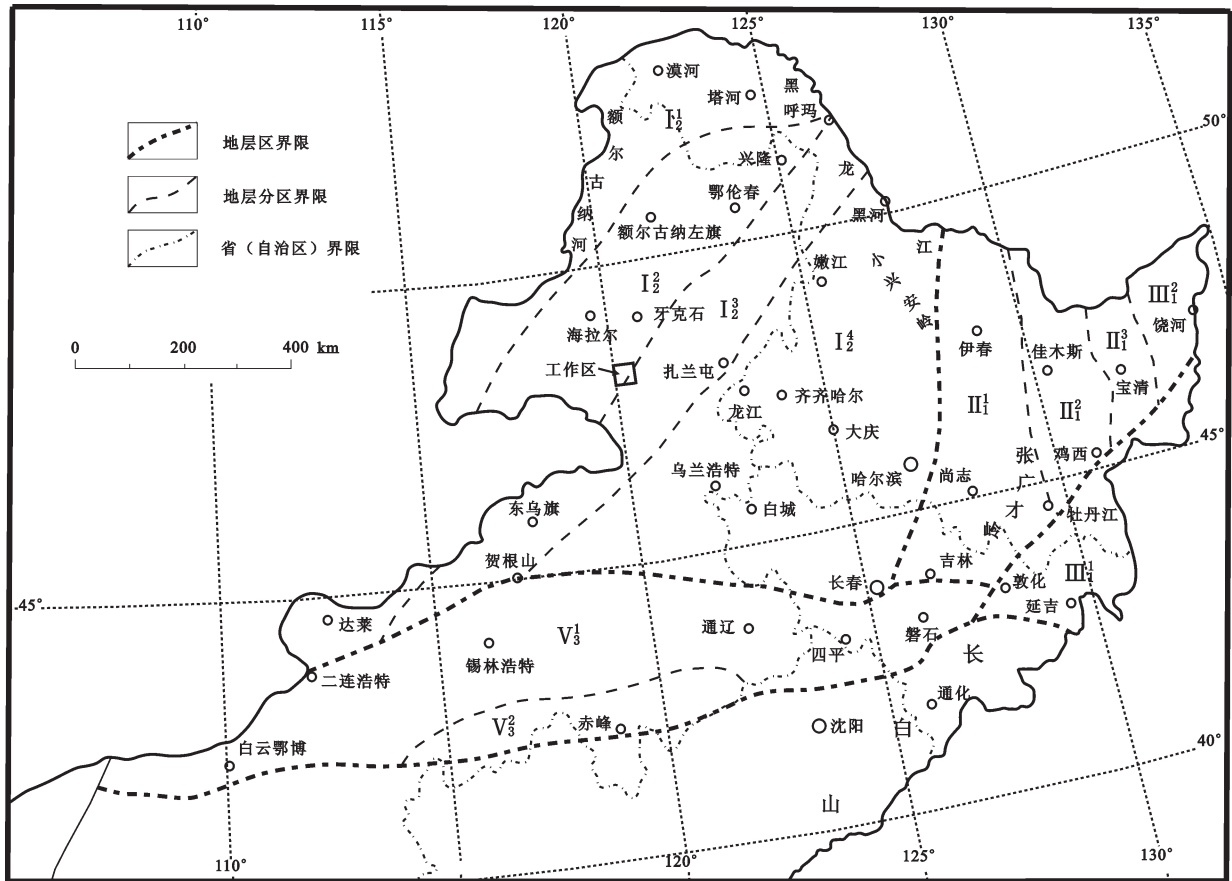 110°
115°
120°
125°
130°
135°
地层区界限
地层分区界限
省（自治区）界限
0 200 400 km
漠河
塔河
黑
呼玛
额
尔
古
纳
河
I₂¹
兴隆
龙
50°
鄂伦春
额尔古纳左旗
黑河
江
嫩江
小
兴
安
岭
I₂²
I₂³
I₂⁴
海拉尔
牙克石
工作区
扎兰屯
龙江
齐齐哈尔
大庆
伊春
佳木斯
III₁²
饶河
II₁³
宝清
II₁¹
II₁²
45°
乌兰浩特
白城
哈尔滨
尚志
张
广
才
岭
鸡西
牡丹江
东乌旗
贺根山
长春
吉林
敦化
III₁¹
延吉
45°
达莱
二连浩特
V₃¹
锡林浩特
通辽
四平
磐石
长
白
山
通化
V₃²
赤峰
沈阳
白云鄂博
40°
110°
120°
125°
130°